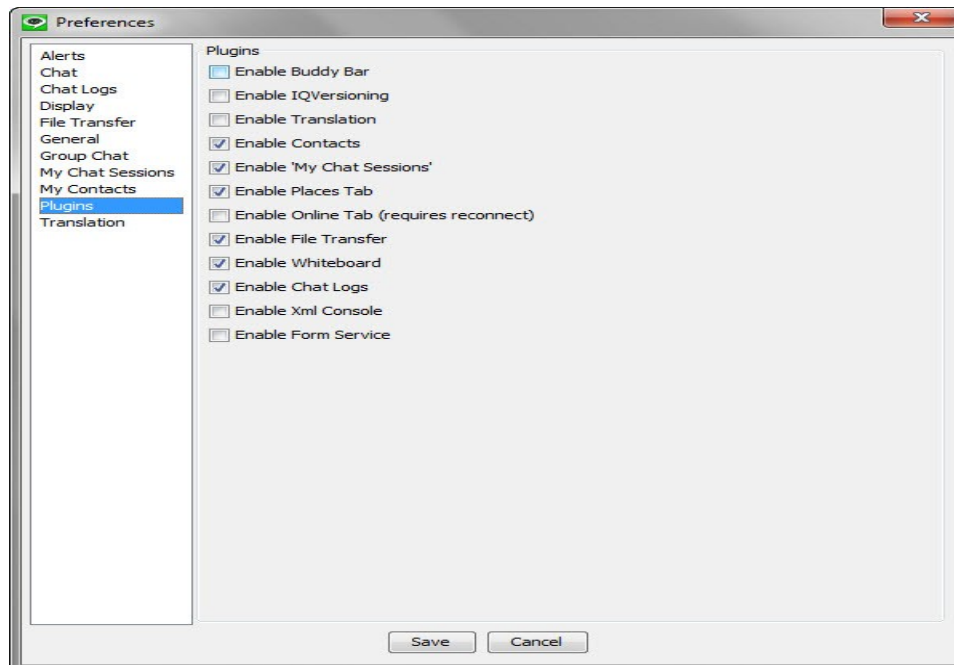 Preferences
Alerts
Chat
Chat Logs
Display
File Transfer
General
Group Chat
My Chat Sessions
My Contacts
Plugins
Translation
Plugins
Enable Buddy Bar
Enable IQVersioning
Enable Translation
Enable Contacts
Enable 'My Chat Sessions'
Enable Places Tab
Enable Online Tab (requires reconnect)
Enable File Transfer
Enable Whiteboard
Enable Chat Logs
Enable Xml Console
Enable Form Service
Save Cancel